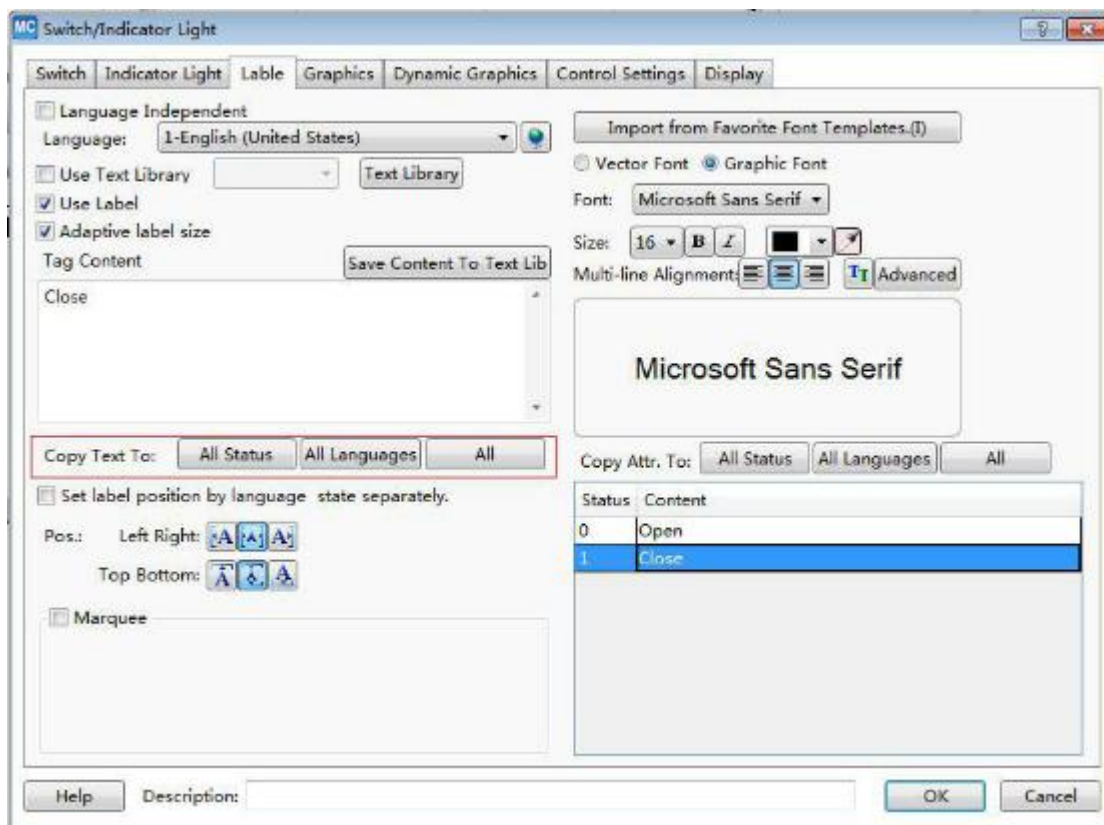 MC Switch/Indicator Light
Switch Indicator Light Lable Graphics Dynamic Graphics Control Settings Display
Language Independent
Language: 1-English (United States)
Use Text Library Text Library
Use Label
Adaptive label size
Tag Content Save Content To Text Lib
Close
Copy Text To: All Status All Languages All
Set label position by language state separately.
Pos.: Left Right: A A A
Top Bottom: A A A
Marquee
Import from Favorite Font Templates.(I)
Vector Font Graphic Font
Font: Microsoft Sans Serif
Size: 16 B I
Multi-line Alignment: TT Advanced
Microsoft Sans Serif
Copy Attr. To: All Status All Languages All
Status Content
0 Open
1 Close
Help Description: OK Cancel